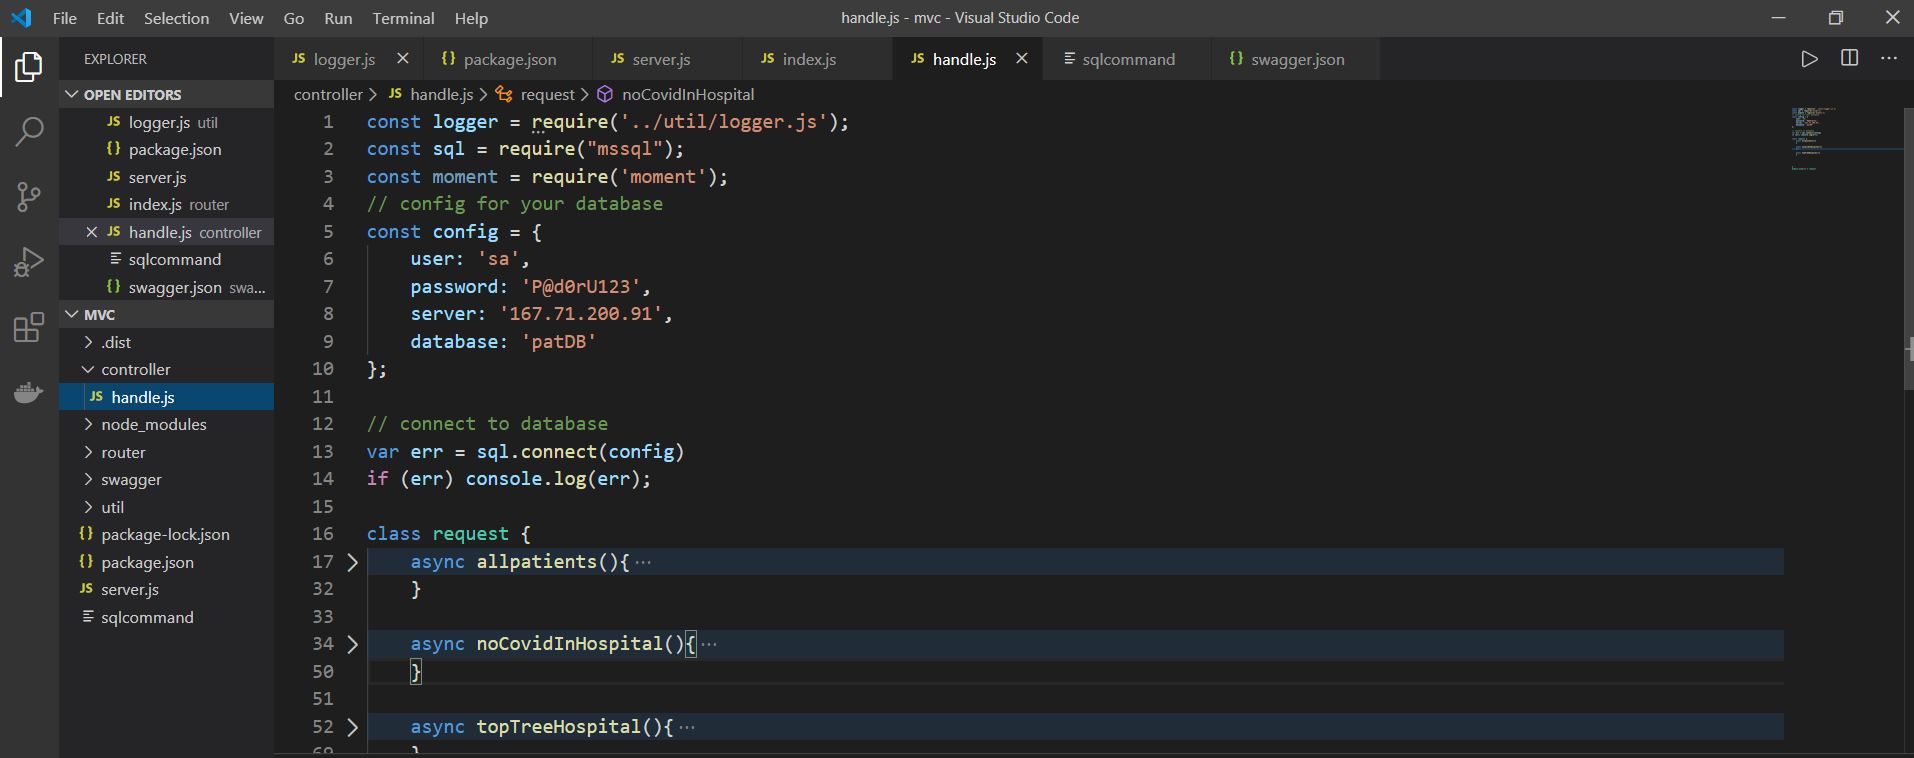 File Edit Selection View Go Run Terminal Help
handle.js - mvc - Visual Studio Code
EXPLORER
OPEN EDITORS
JS logger.js util
{} package.json
JS server.js
JS index.js router
JS handle.js controller
sqlcommand
{} swagger.json swa...
MVC
.dist
controller
JS handle.js
node_modules
router
swagger
util
{} package-lock.json
{} package.json
JS server.js
sqlcommand
JS logger.js {} package.json JS server.js JS index.js JS handle.js sqlcommand {} swagger.json
controller > JS handle.js > request > noCovidInHospital
1 const logger = require('../util/logger.js');
2 const sql = require("mssql");
3 const moment = require('moment');
4 // config for your database
5 const config = {
6 user: 'sa',
7 password: 'P@d0rU123',
8 server: '167.71.200.91',
9 database: 'patDB'
10 };
11
12 // connect to database
13 var err = sql.connect(config)
14 if (err) console.log(err);
15
16 class request {
17 async allpatients(){...
32 }
33
34 async noCovidInHospital(){...
50 }
51
52 async topTreeHospital(){...